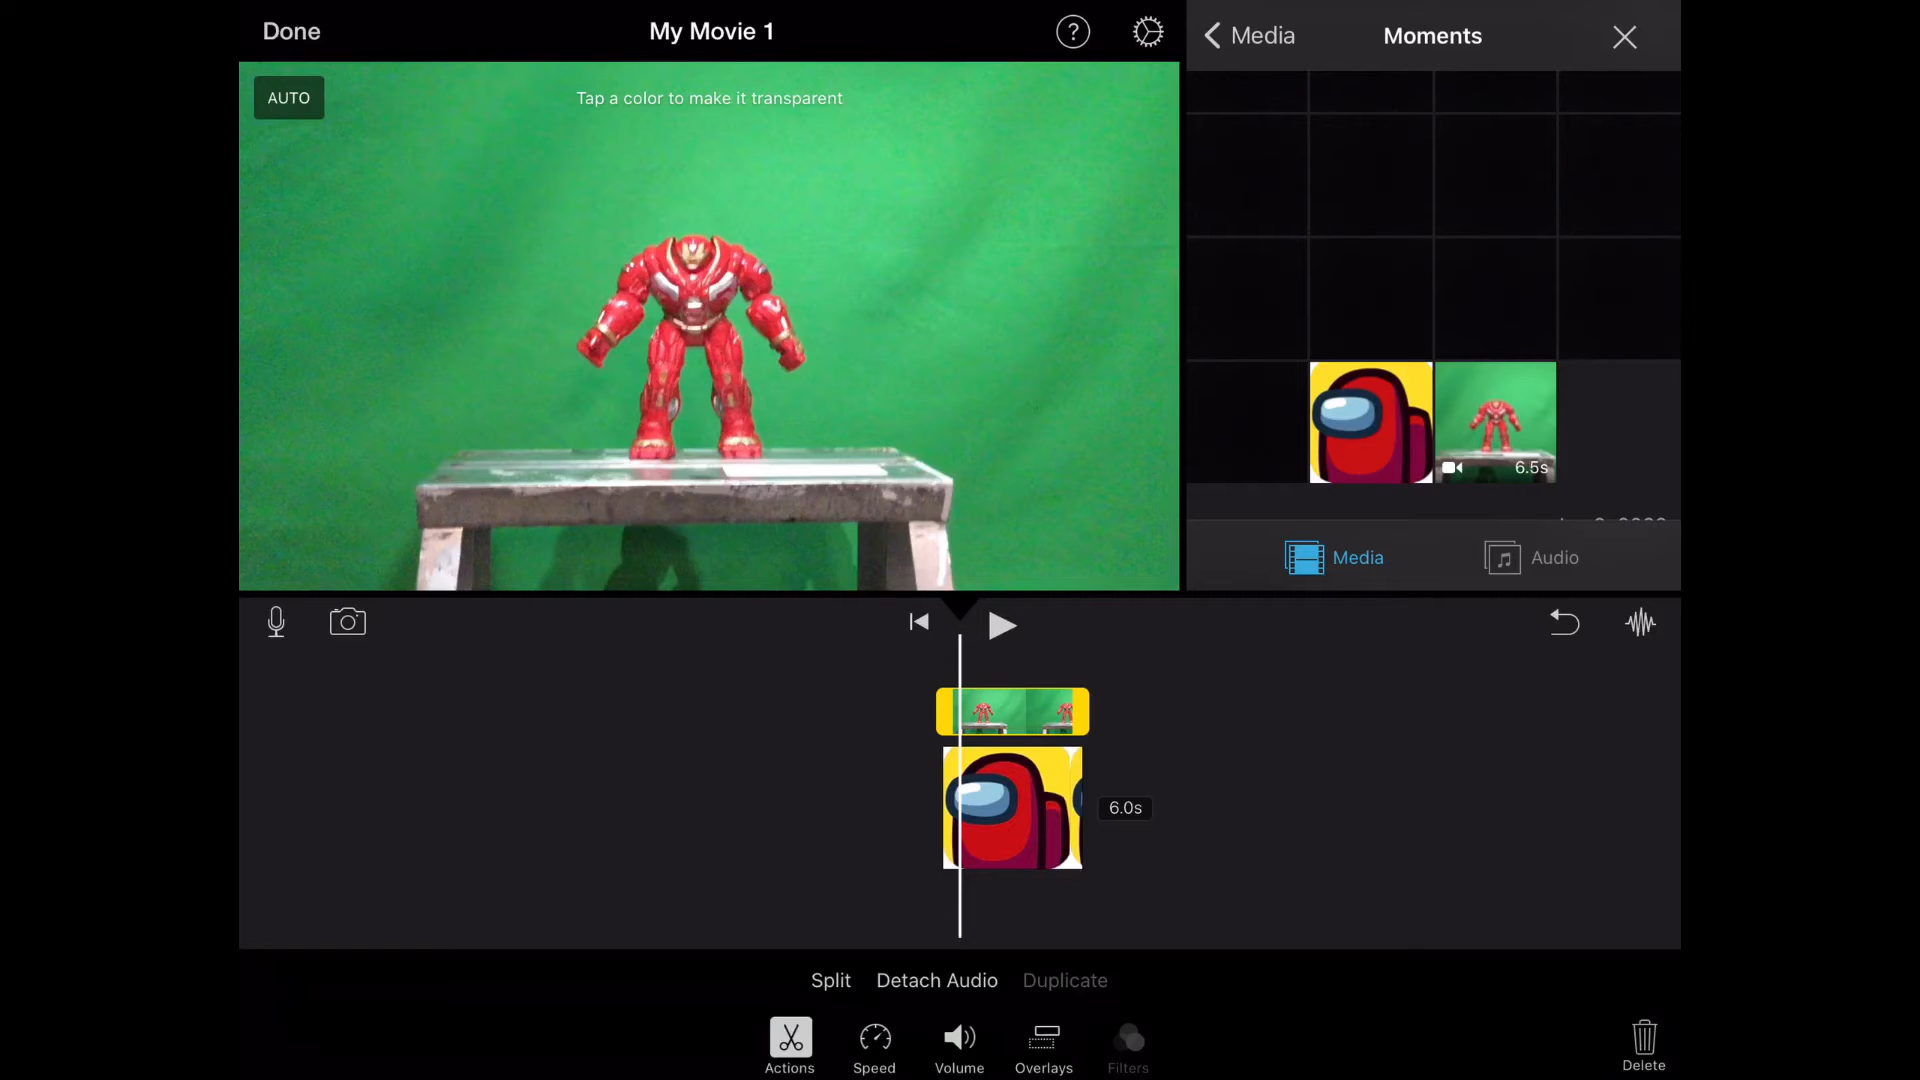 Done
My Movie 1
?
Media
Moments
AUTO
Tap a color to make it transparent
6.5s
Media
Audio
6.0s
Split
Detach Audio
Duplicate
Actions
Speed
Volume
Overlays
Filters
Delete